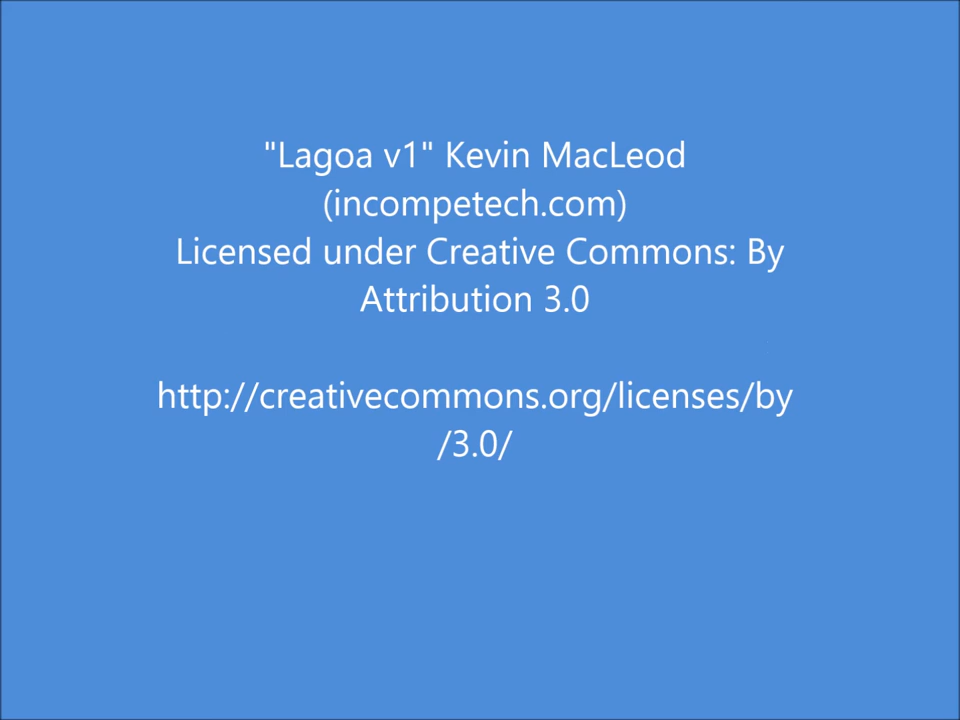 "Lagoa v1" Kevin MacLeod
(incompetech.com)
Licensed under Creative Commons: By
Attribution 3.0
http://creativecommons.org/licenses/by
/3.0/